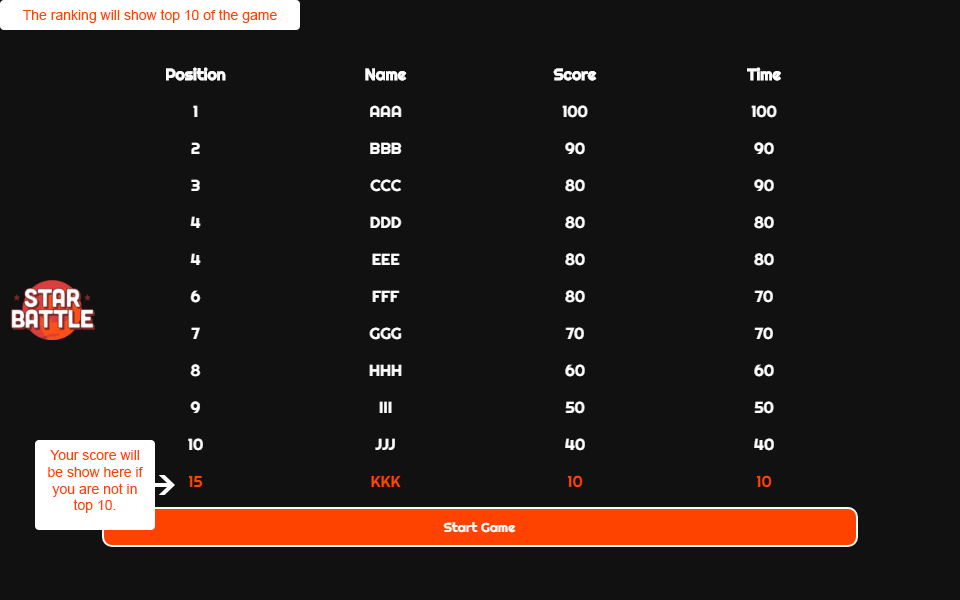 The ranking will show top 10 of the game
Position Name Score Time
1 AAA 100 100
2 BBB 90 90
3 CCC 80 90
4 DDD 80 80
4 EEE 80 80
6 FFF 80 70
7 GGG 70 70
8 HHH 60 60
9 III 50 50
10 JJJ 40 40
15 KKK 10 10
STAR
BATTLE
Your score will
be show here if
you are not in
top 10.
Start Game